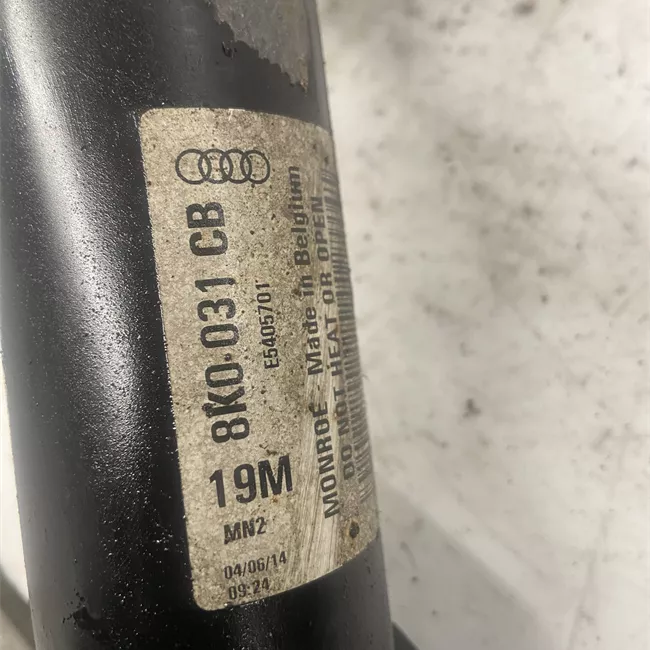 8K0 031 CB
E5405701
MONROE - Made in Belgium
DO NOT HEAT OR OPEN
19M
MN2
04/06/14
09:24